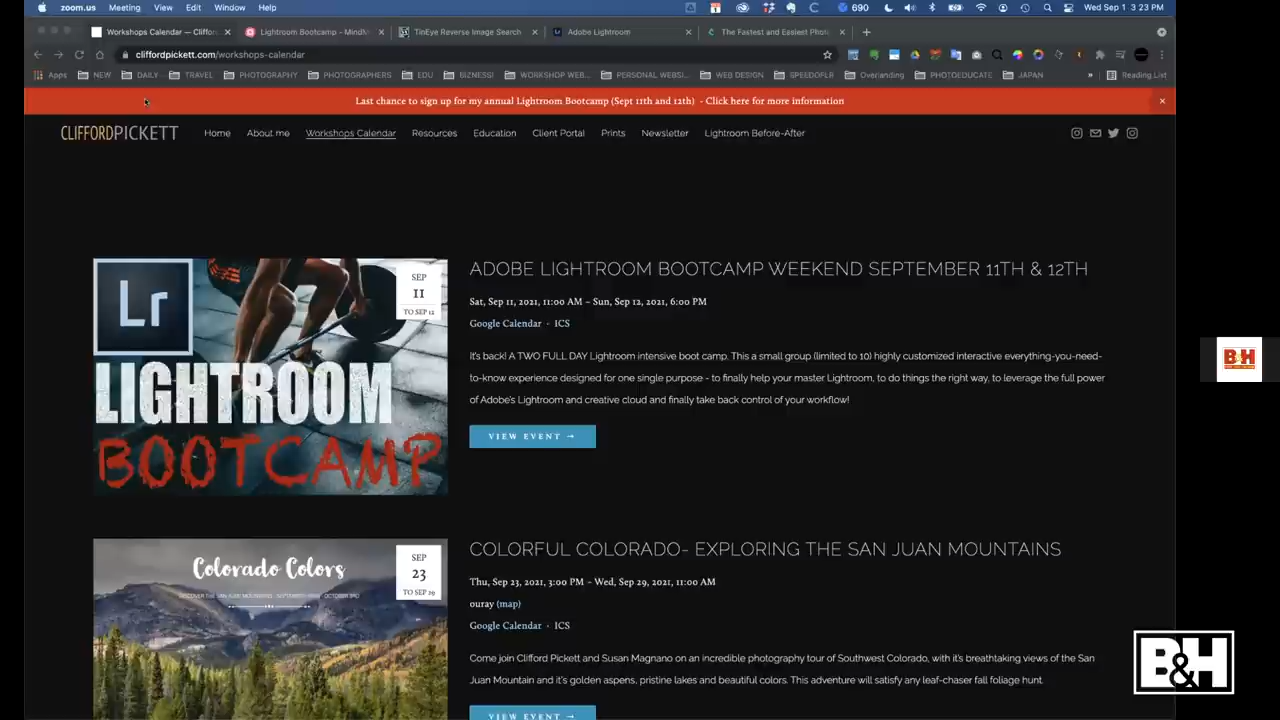 zoom.us Meeting View Edit Window Help
690 Wed Sep 1 3:23 PM
Workshops Calendar — Cliffor
Lightroom Bootcamp - MindM
TinEye Reverse Image Search
Adobe Lightroom
The Fastest and Easiest Phot
cliffordpickett.com/workshops-calendar
Apps NEW DAILY TRAVEL PHOTOGRAPHY PHOTOGRAPHERS EDU BIZNESS! WORKSHOP WEB... PERSONAL WEBSI... WEB DESIGN SPEEDOFLR Overlanding PHOTOEDUCATE JAPAN » Reading List
Last chance to sign up for my annual Lightroom Bootcamp (Sept 11th and 12th) - Click here for more information
CLIFFORDPICKETT
Home About me Workshops Calendar Resources Education Client Portal Prints Newsletter Lightroom Before-After
Lr
LIGHTROOM
BOOTCAMP
SEP
11
TO SEP 12
ADOBE LIGHTROOM BOOTCAMP WEEKEND SEPTEMBER 11TH & 12TH
Sat, Sep 11, 2021, 11:00 AM – Sun, Sep 12, 2021, 6:00 PM
Google Calendar · ICS
It's back! A TWO FULL DAY Lightroom intensive boot camp. This a small group (limited to 10) highly customized interactive everything-you-need-
to-know experience designed for one single purpose - to finally help your master Lightroom, to do things the right way, to leverage the full power
of Adobe's Lightroom and creative cloud and finally take back control of your workflow!
VIEW EVENT →
Colorado Colors
SEP
23
TO SEP 29
COLORFUL COLORADO- EXPLORING THE SAN JUAN MOUNTAINS
Thu, Sep 23, 2021, 3:00 PM – Wed, Sep 29, 2021, 11:00 AM
ouray (map)
Google Calendar · ICS
Come join Clifford Pickett and Susan Magnano on an incredible photography tour of Southwest Colorado, with it's breathtaking views of the San
Juan Mountain and it's golden aspens, pristine lakes and beautiful colors. This adventure will satisfy any leaf-chaser fall foliage hunt.
VIEW EVENT →
B&H
B&H